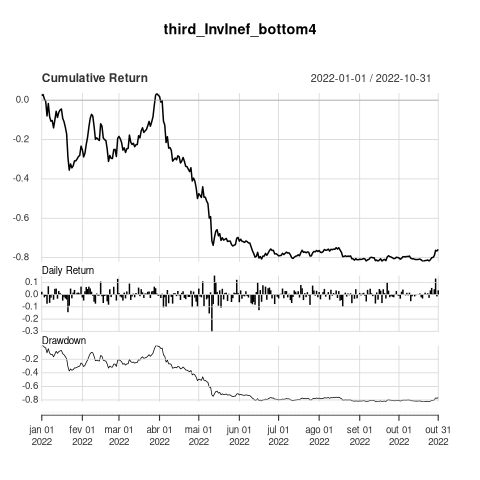 third_InvInef_bottom4
Cumulative Return 2022-01-01 / 2022-10-31
0.0
-0.2
-0.4
-0.6
-0.8
Daily Return
0.1
0.0
-0.1
-0.2
-0.3
Drawdown
-0.2
-0.4
-0.6
-0.8
jan 01 fev 01 mar 01 abr 01 mai 01 jun 01 jul 01 ago 01 set 01 out 01 out 31
2022 2022 2022 2022 2022 2022 2022 2022 2022 2022 2022